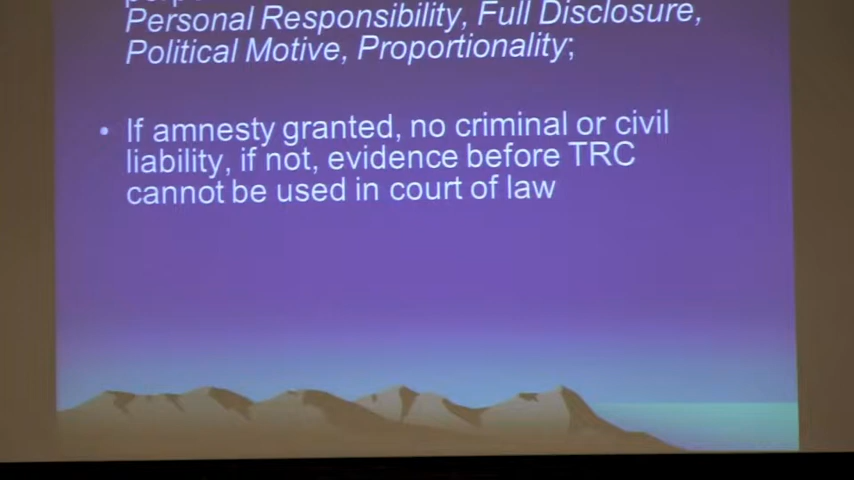 Personal Responsibility, Full Disclosure,
Political Motive, Proportionality;
• If amnesty granted, no criminal or civil
liability, if not, evidence before TRC
cannot be used in court of law